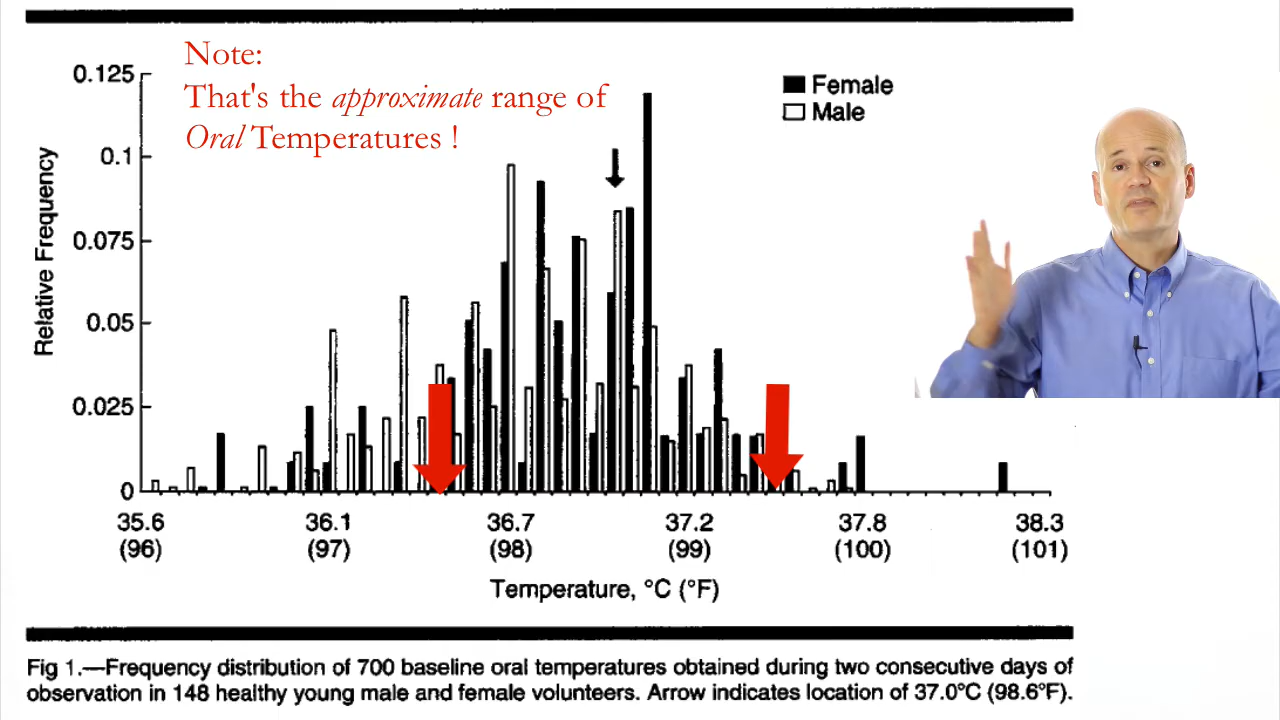 Note:
That's the approximate range of
Oral Temperatures !
Female
Male
0.125
0.1
0.075
0.05
0.025
0
Relative Frequency
35.6 36.1 36.7 37.2 37.8 38.3
(96) (97) (98) (99) (100) (101)
Temperature, °C (°F)
Fig 1.—Frequency distribution of 700 baseline oral temperatures obtained during two consecutive days of
observation in 148 healthy young male and female volunteers. Arrow indicates location of 37.0°C (98.6°F).